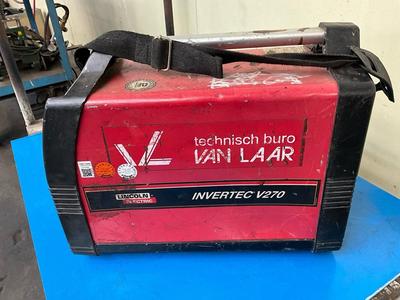 technisch buro
VAN LAAR
LINCOLN
ELECTRIC
INVERTEC V270